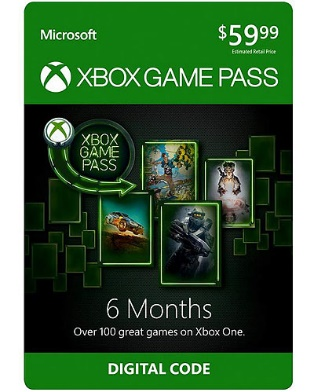 Microsoft
$59.99
Estimated Retail Price
XBOX GAME PASS
XBOX
GAME
PASS
6 Months
Over 100 great games on Xbox One.
DIGITAL CODE